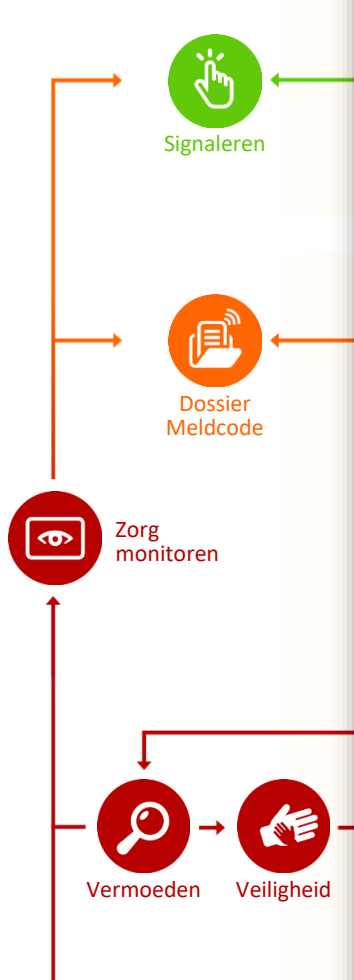 Signaleren
Dossier
Meldcode
Zorg
monitoren
Vermoeden
Veiligheid